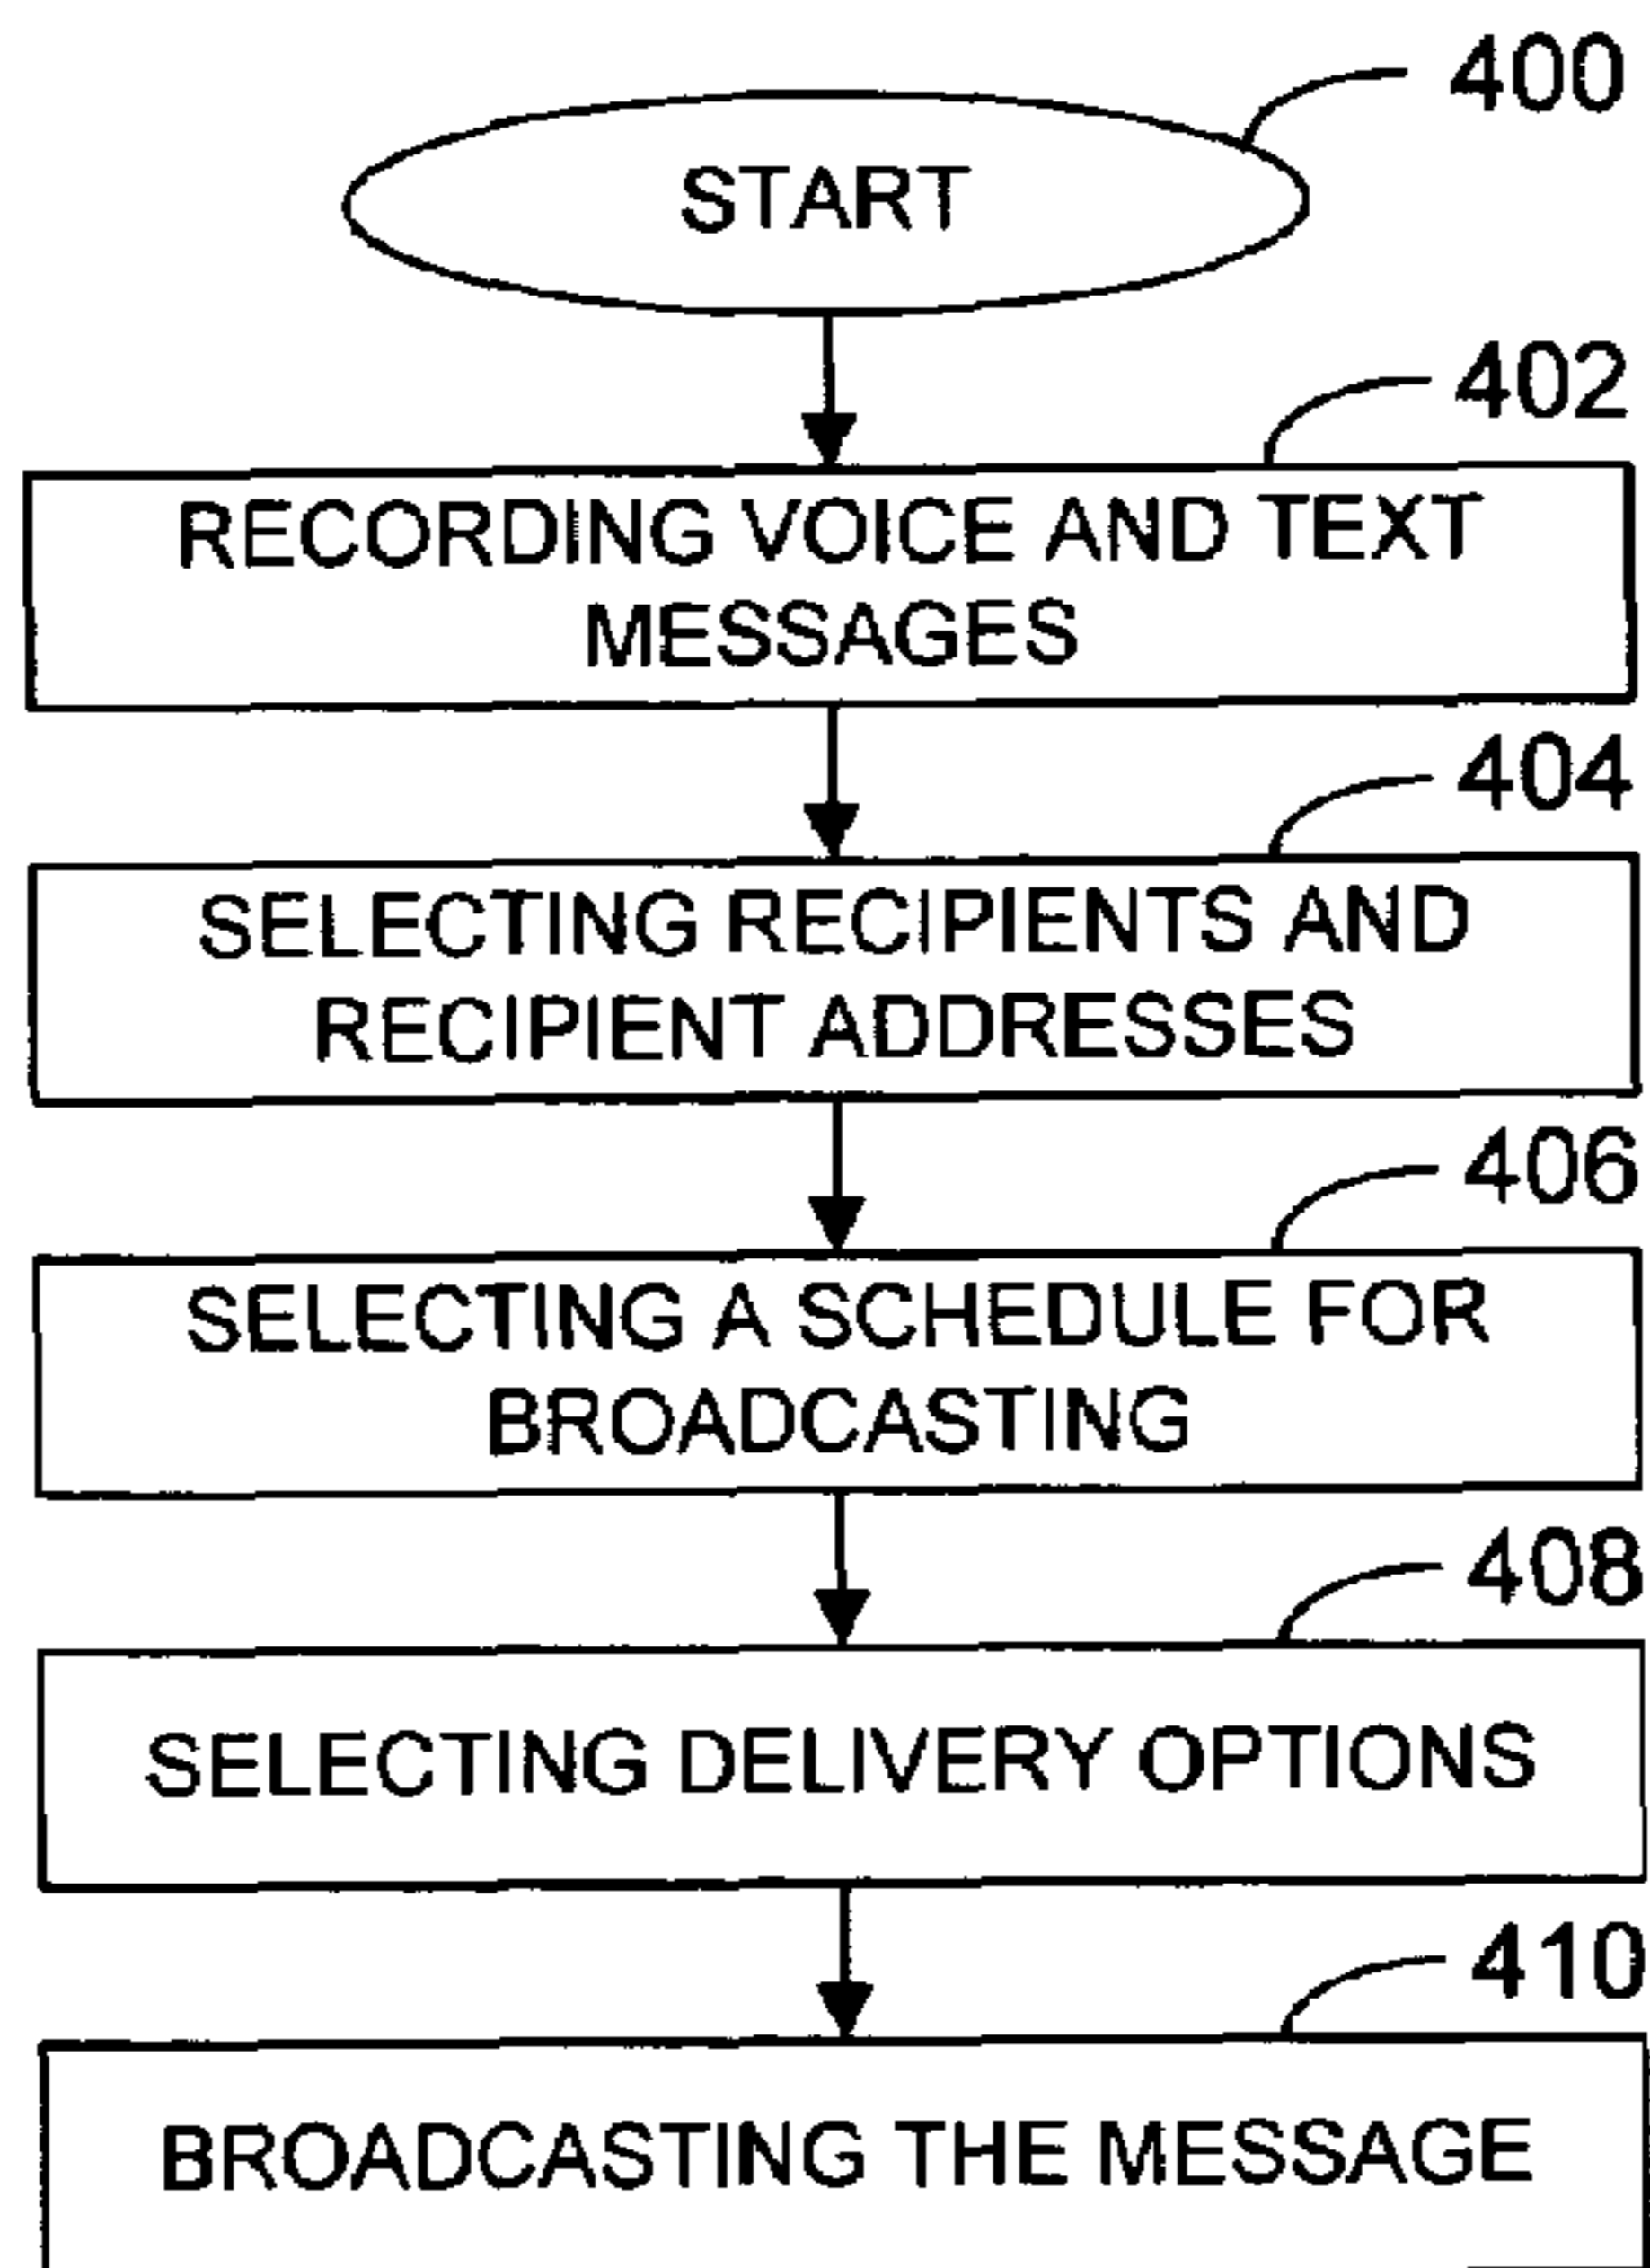 400
START
402
RECORDING VOICE AND TEXT
MESSAGES
404
SELECTING RECIPIENTS AND
RECIPIENT ADDRESSES
406
SELECTING A SCHEDULE FOR
BROADCASTING
408
SELECTING DELIVERY OPTIONS
410
BROADCASTING THE MESSAGE